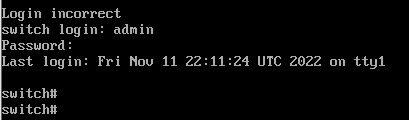 Login incorrect
switch login: admin
Password:
Last login: Fri Nov 11 22:11:24 UTC 2022 on tty1
switch#
switch#